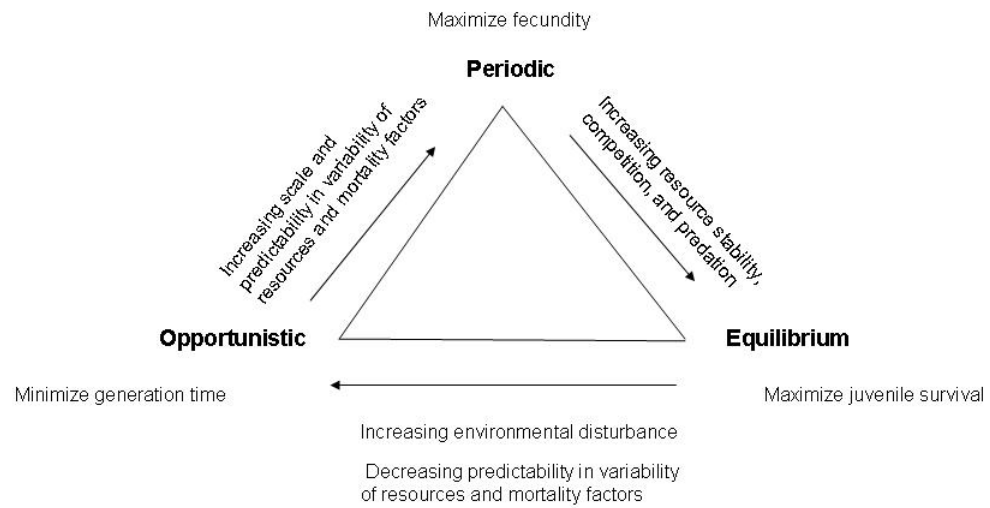 Maximize fecundity
Periodic
Increasing scale and
predictability in variability of
resources and mortality factors
Increasing resource stability,
competition, and predation
Opportunistic
Equilibrium
Minimize generation time
Maximize juvenile survival
Increasing environmental disturbance
Decreasing predictability in variability
of resources and mortality factors